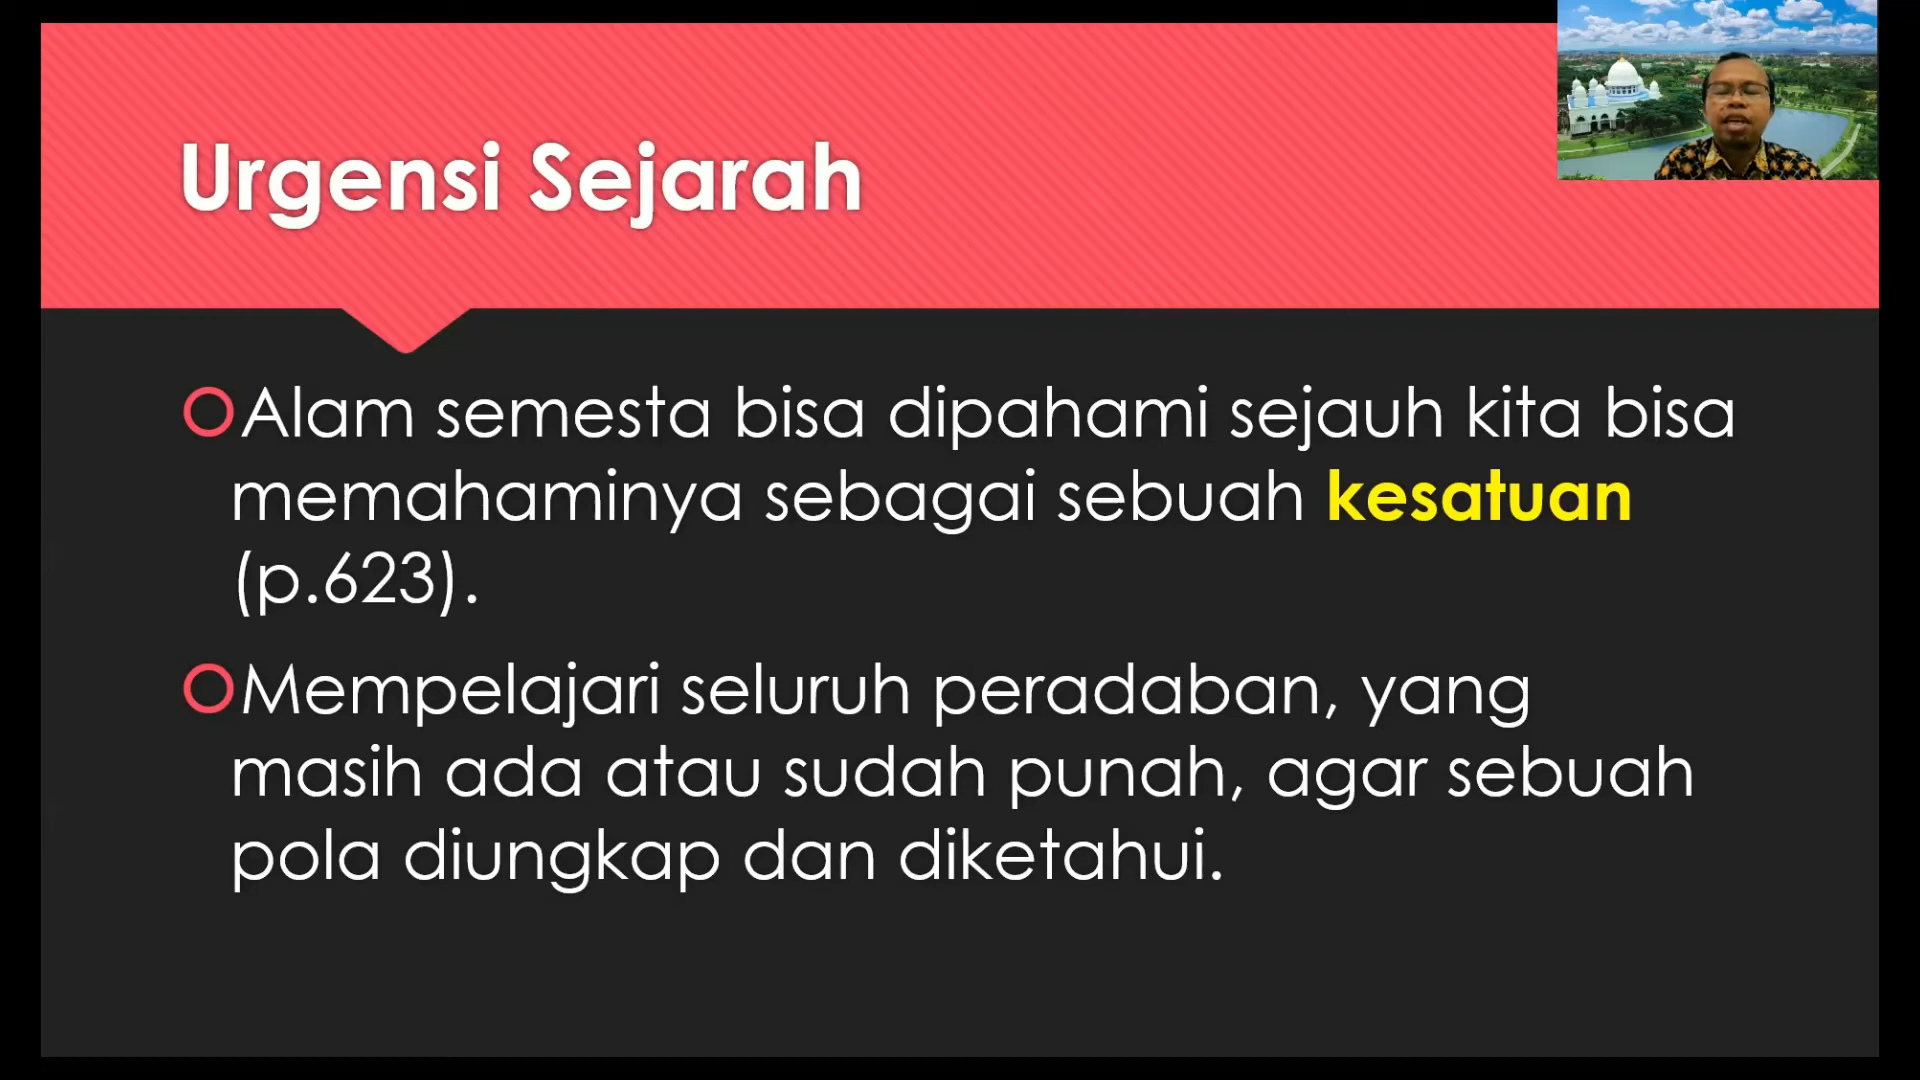 Urgensi Sejarah
Alam semesta bisa dipahami sejauh kita bisa
memahaminya sebagai sebuah kesatuan
(p.623).
Mempelajari seluruh peradaban, yang
masih ada atau sudah punah, agar sebuah
pola diungkap dan diketahui.